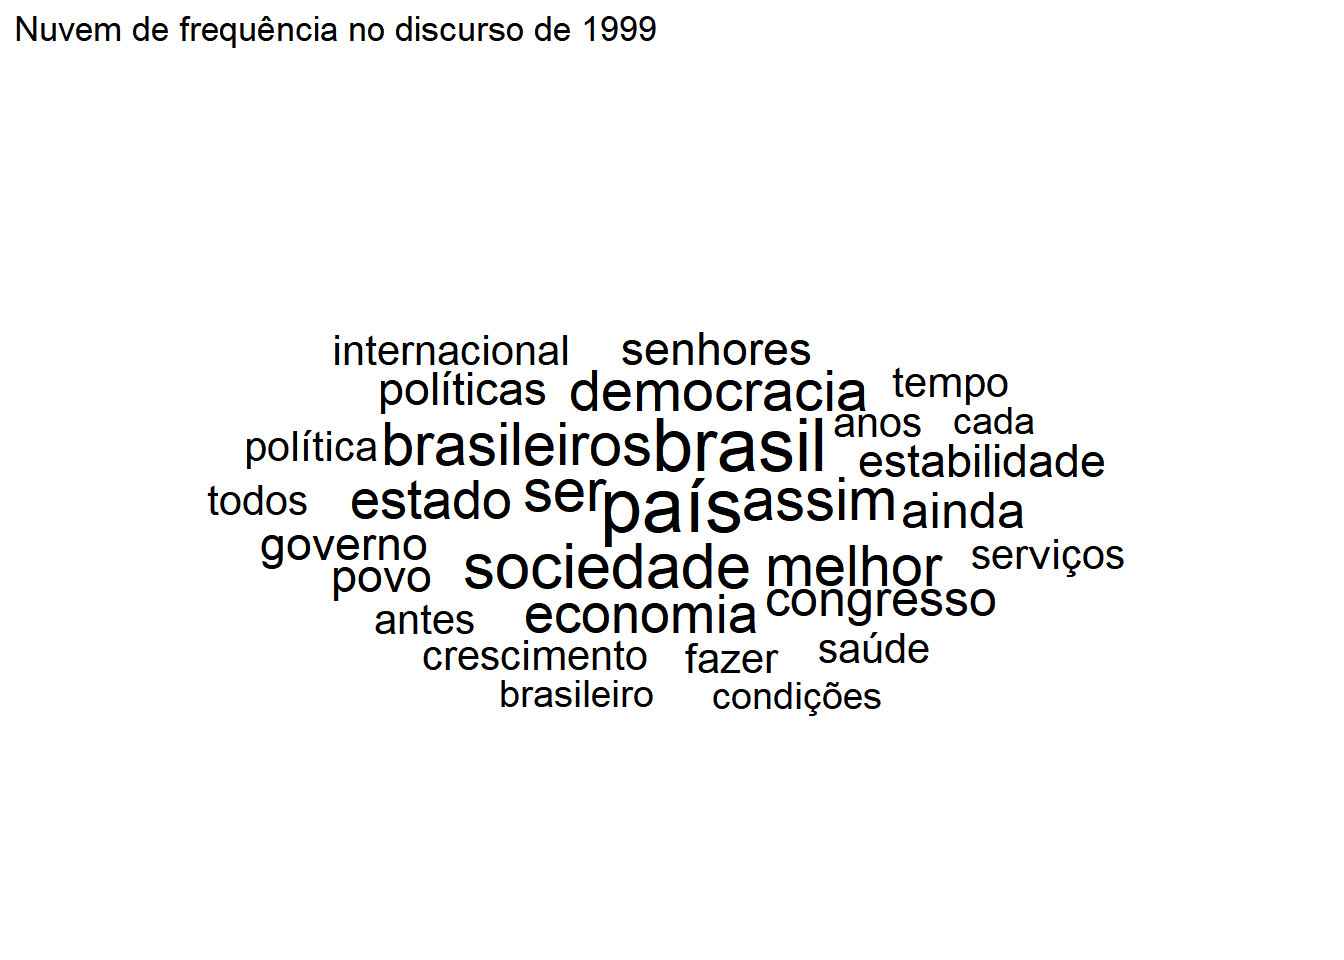 Nuvem de frequência no discurso de 1999
internacional senhores
políticas democracia tempo
política brasileiros brasil anos cada
estabilidade
todos estado ser país assim ainda
governo sociedade melhor serviços
povo congresso
antes economia
crescimento fazer saúde
brasileiro condições